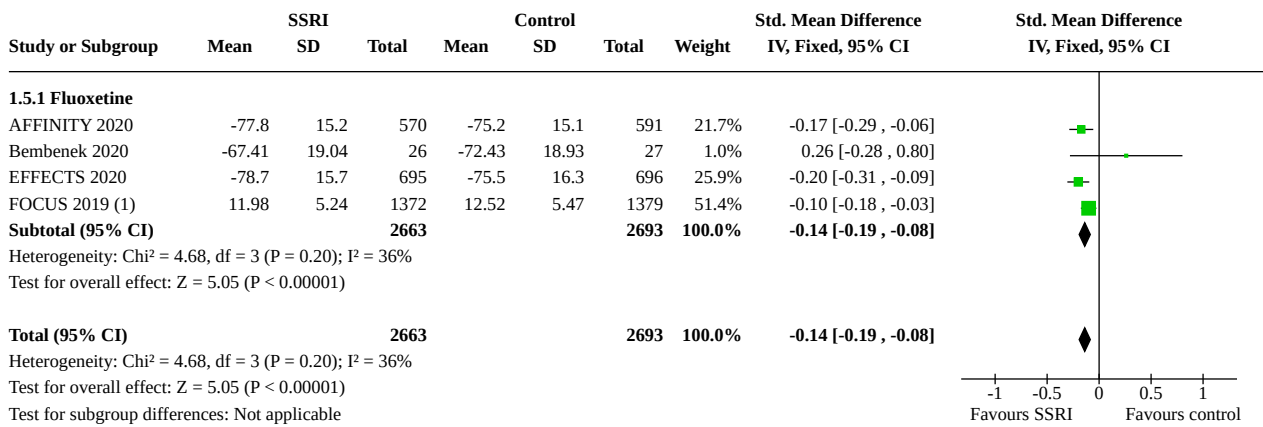 SSRI Control Std. Mean Difference Std. Mean Difference
Study or Subgroup Mean SD Total Mean SD Total Weight IV, Fixed, 95% CI IV, Fixed, 95% CI
1.5.1 Fluoxetine
AFFINITY 2020 -77.8 15.2 570 -75.2 15.1 591 21.7% -0.17 [-0.29 , -0.06]
Bembenek 2020 -67.41 19.04 26 -72.43 18.93 27 1.0% 0.26 [-0.28 , 0.80]
EFFECTS 2020 -78.7 15.7 695 -75.5 16.3 696 25.9% -0.20 [-0.31 , -0.09]
FOCUS 2019 (1) 11.98 5.24 1372 12.52 5.47 1379 51.4% -0.10 [-0.18 , -0.03]
Subtotal (95% CI) 2663 2693 100.0% -0.14 [-0.19 , -0.08]
Heterogeneity: Chi² = 4.68, df = 3 (P = 0.20); I² = 36%
Test for overall effect: Z = 5.05 (P < 0.00001)
Total (95% CI) 2663 2693 100.0% -0.14 [-0.19 , -0.08]
Heterogeneity: Chi² = 4.68, df = 3 (P = 0.20); I² = 36%
Test for overall effect: Z = 5.05 (P < 0.00001)
Test for subgroup differences: Not applicable
-1 -0.5 0 0.5 1
Favours SSRI Favours control